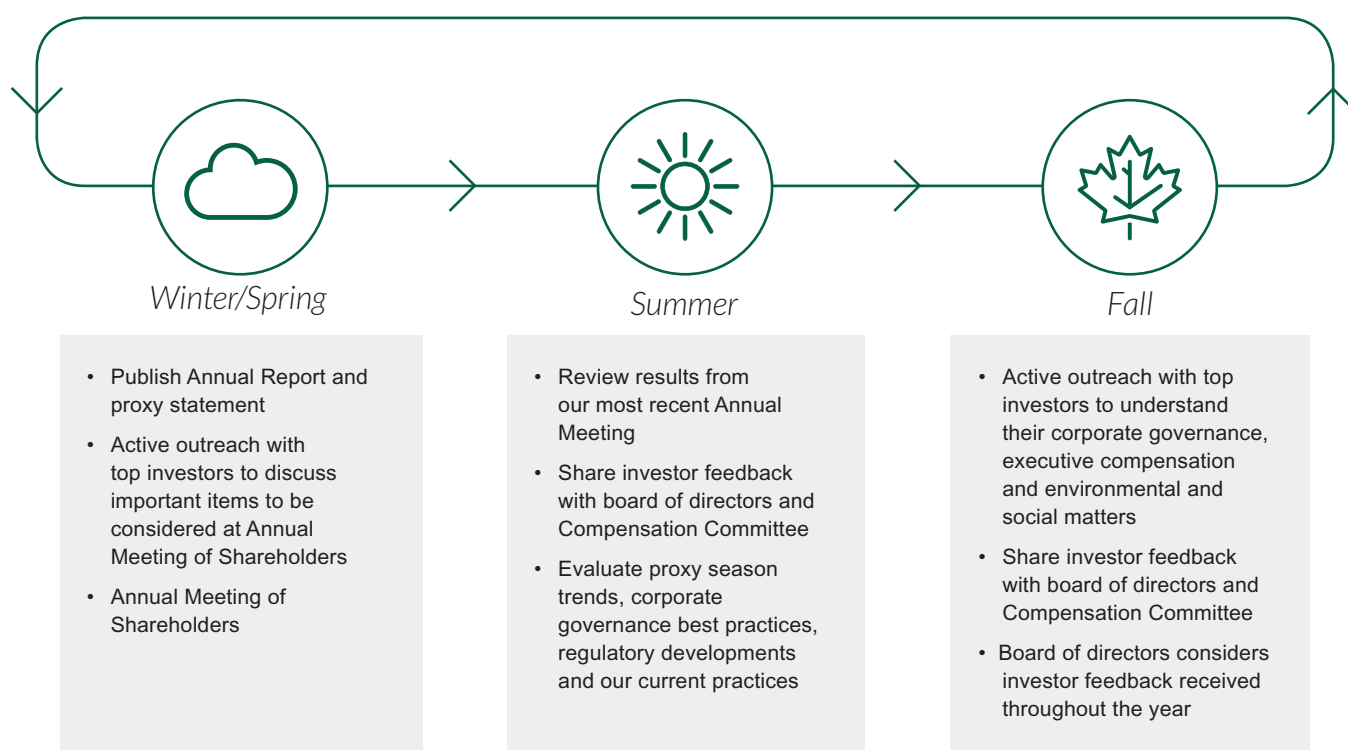 Winter/Spring
• Publish Annual Report and
proxy statement
• Active outreach with
top investors to discuss
important items to be
considered at Annual
Meeting of Shareholders
• Annual Meeting of
Shareholders
Summer
• Review results from
our most recent Annual
Meeting
• Share investor feedback
with board of directors and
Compensation Committee
• Evaluate proxy season
trends, corporate
governance best practices,
regulatory developments
and our current practices
Fall
• Active outreach with top
investors to understand
their corporate governance,
executive compensation
and environmental and
social matters
• Share investor feedback
with board of directors and
Compensation Committee
• Board of directors considers
investor feedback received
throughout the year